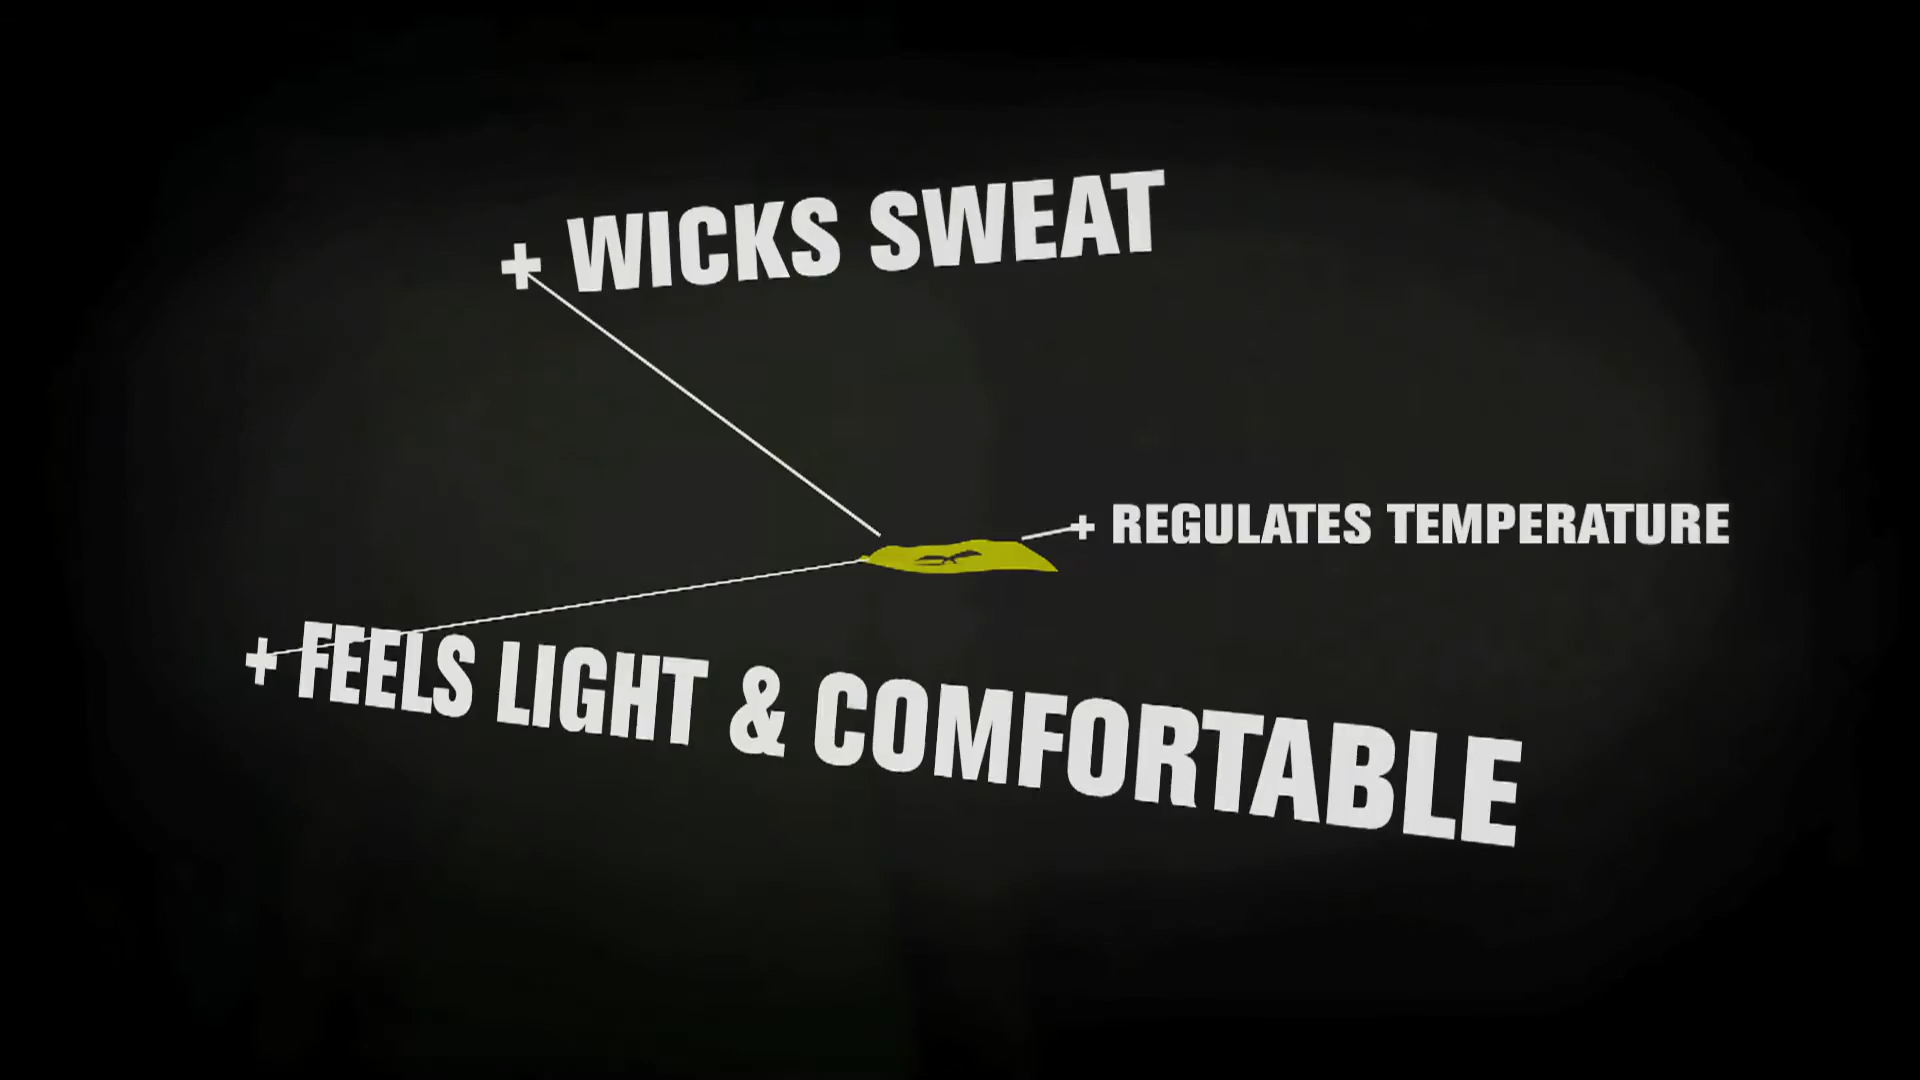 + WICKS SWEAT
+ REGULATES TEMPERATURE
+ FEELS LIGHT & COMFORTABLE